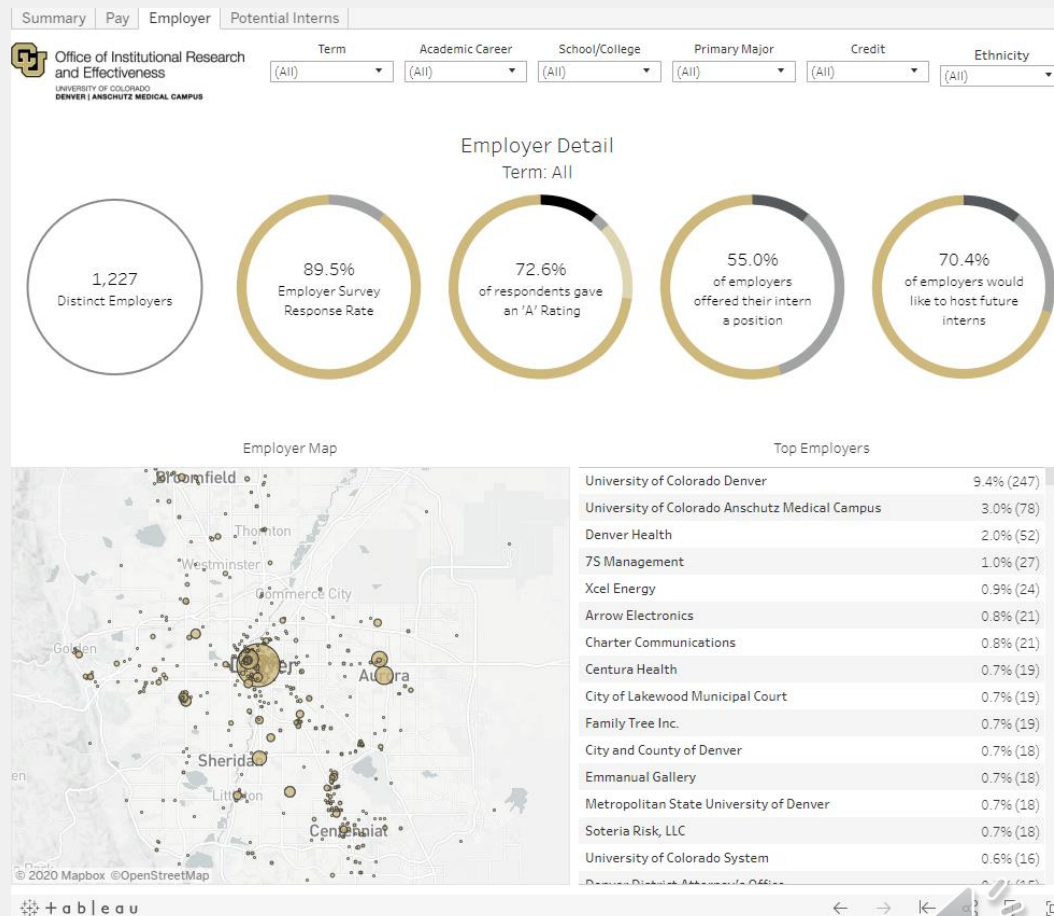 Summary
Pay
Employer
Potential Interns
Office of Institutional Research
and Effectiveness
UNIVERSITY OF COLORADO
DENVER | ANSCHUTZ MEDICAL CAMPUS
Term
Academic Career
School/College
Primary Major
Credit
Ethnicity
(All)
(All)
(All)
(All)
(All)
(All)
Employer Detail
Term: All
1,227
Distinct Employers
89.5%
Employer Survey
Response Rate
72.6%
of respondents gave
an 'A' Rating
55.0%
of employers
offered their intern
a position
70.4%
of employers would
like to host future
interns
Employer Map
Broomfield
Thornton
Westminster
Commerce City
Golden
Denver
Aurora
Sheridan
Littleton
Centennial
© 2020 Mapbox ©OpenStreetMap
Top Employers
University of Colorado Denver 9.4% (247)
University of Colorado Anschutz Medical Campus 3.0% (78)
Denver Health 2.0% (52)
7S Management 1.0% (27)
Xcel Energy 0.9% (24)
Arrow Electronics 0.8% (21)
Charter Communications 0.8% (21)
Centura Health 0.7% (19)
City of Lakewood Municipal Court 0.7% (19)
Family Tree Inc. 0.7% (19)
City and County of Denver 0.7% (18)
Emmanual Gallery 0.7% (18)
Metropolitan State University of Denver 0.7% (18)
Soteria Risk, LLC 0.7% (18)
University of Colorado System 0.6% (16)
Denver District Attorney's Office
+ableau